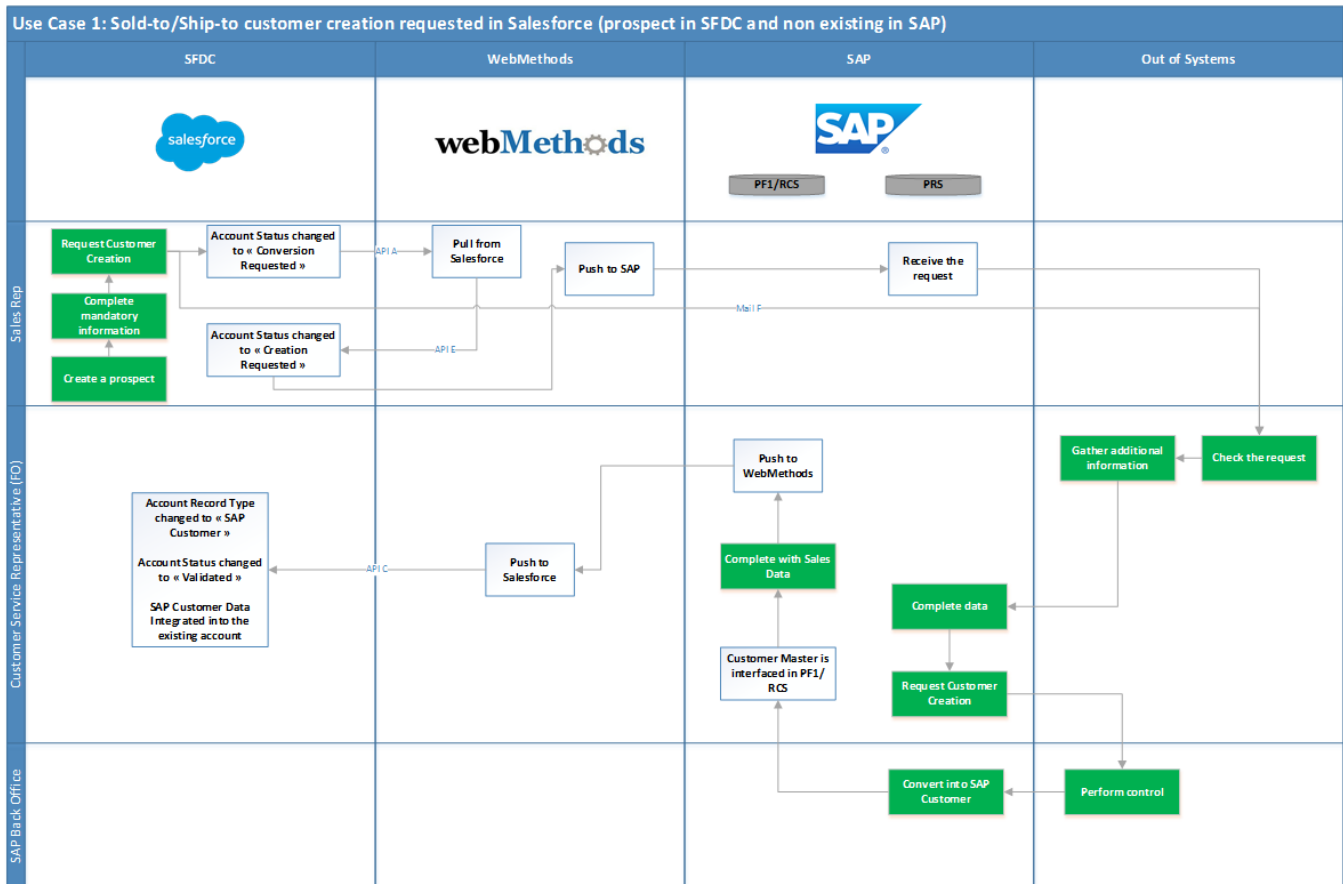 Use Case 1: Sold-to/Ship-to customer creation requested in Salesforce (prospect in SFDC and non existing in SAP)
SFDC
WebMethods
SAP
Out of Systems
salesforce
webMethods
SAP
®
PF1/RCS
PRS
Sales Rep
Request Customer
Creation
Account Status changed
to « Conversion
Requested »
API A
Pull from
Salesforce
Push to SAP
Receive the
request
Complete
mandatory
information
Mail F
Account Status changed
to « Creation
Requested »
API E
Create a prospect
Customer Service Representative (FO)
Push to
WebMethods
Gather additional
information
Check the request
Account Record Type
changed to « SAP
Customer »
Account Status changed
to « Validated »
SAP Customer Data
Integrated into the
existing account
API C
Push to
Salesforce
Complete with Sales
Data
Complete data
Customer Master is
interfaced in PF1/
RCS
Request Customer
Creation
SAP Back Office
Convert into SAP
Customer
Perform control